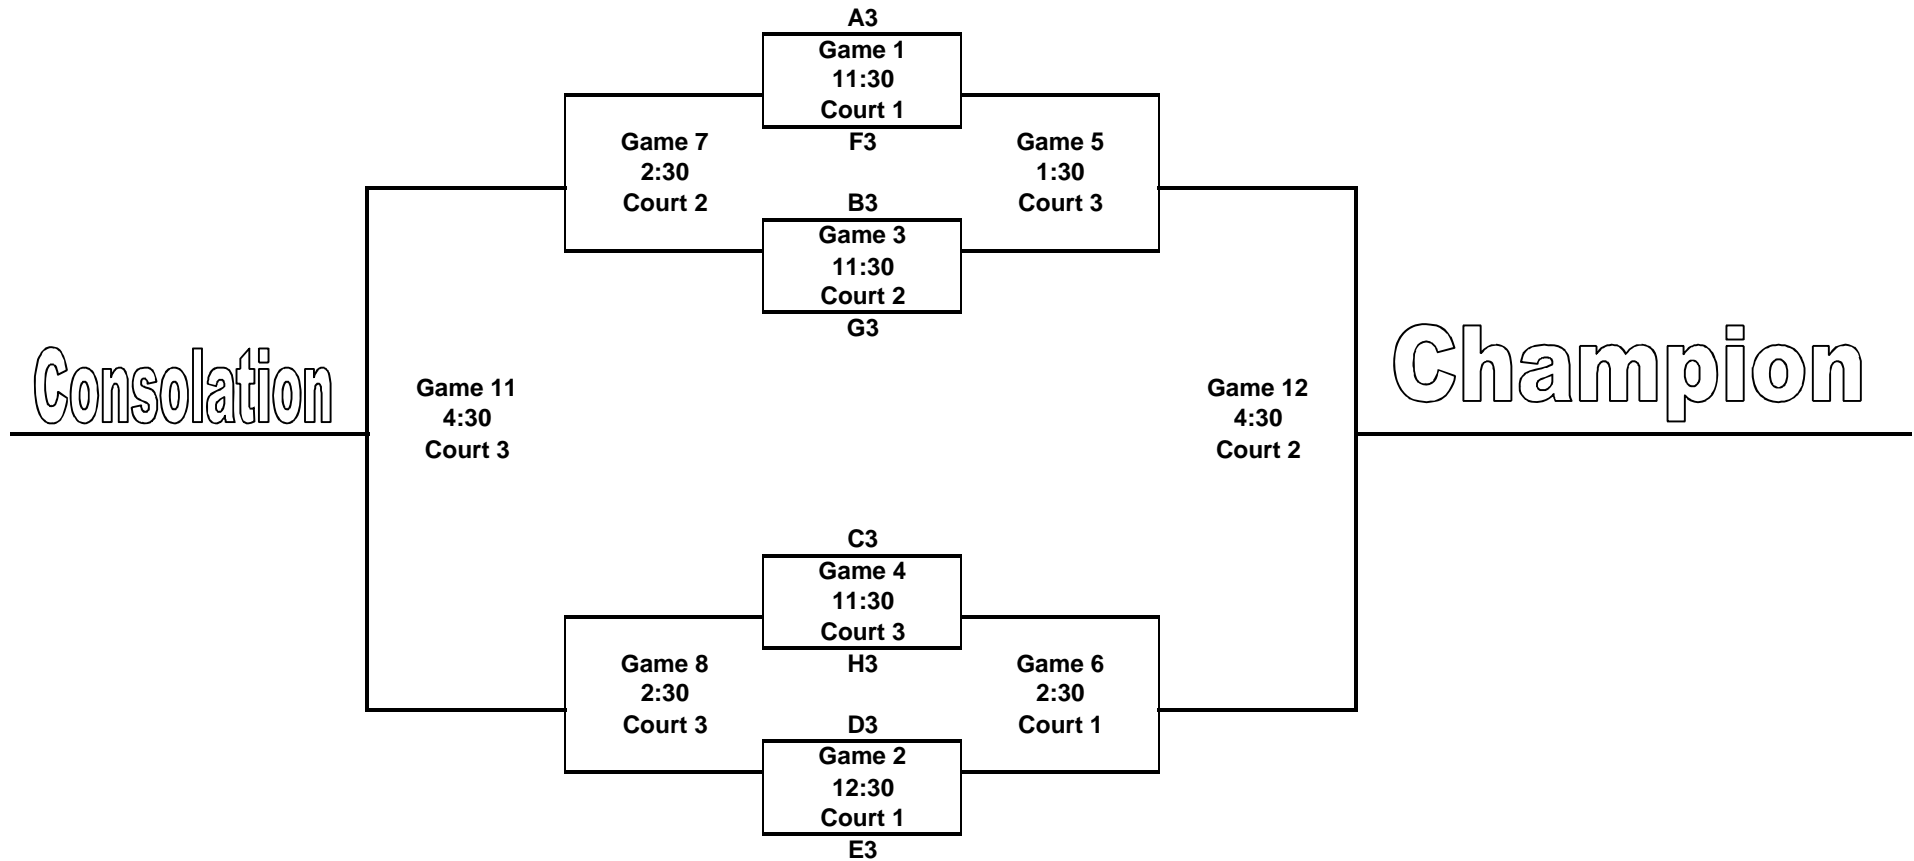 A3
Game 1
11:30
Court 1
F3
Game 7
2:30
Court 2
Game 5
1:30
Court 3
B3
Game 3
11:30
Court 2
G3
Consolation
Game 11
4:30
Court 3
Game 12
4:30
Court 2
Champion
C3
Game 4
11:30
Court 3
H3
Game 8
2:30
Court 3
Game 6
2:30
Court 1
D3
Game 2
12:30
Court 1
E3